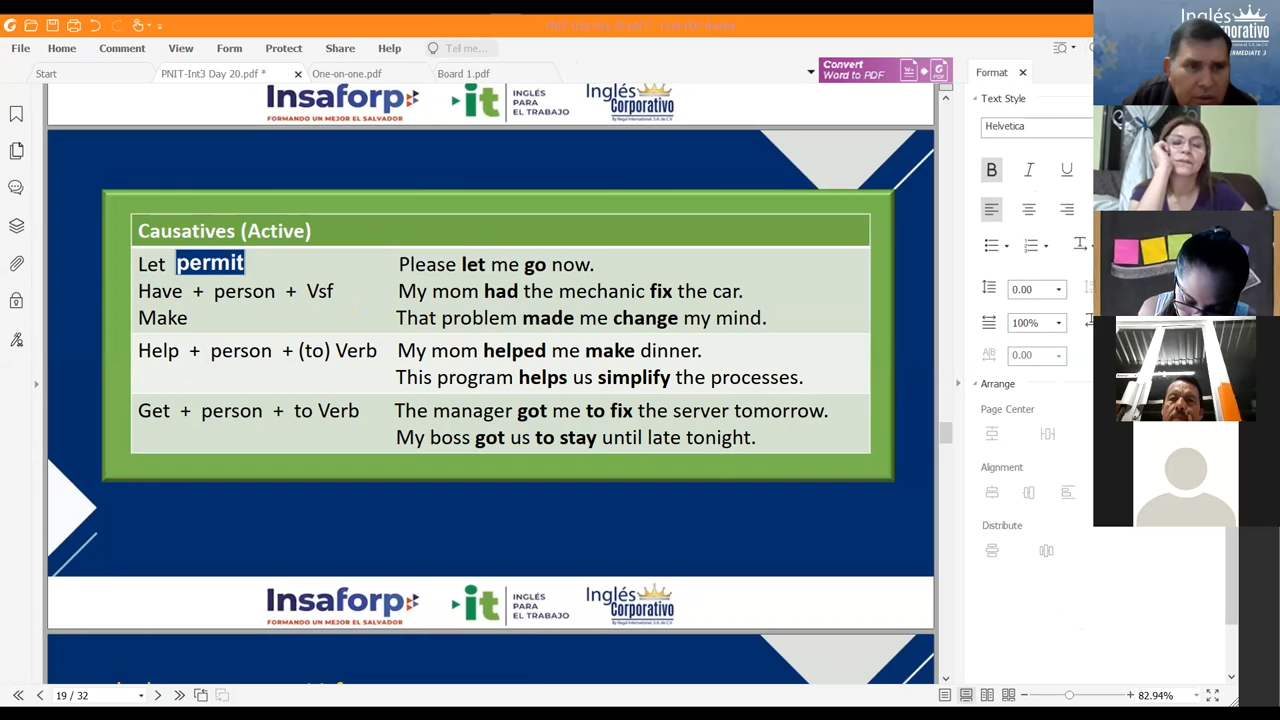 File Home Comment View Form Protect Share Help Tell me...
Start PNIT-Int3 Day 20.pdf * One-on-one.pdf Board 1.pdf
Convert
Word to PDF
Format
Text Style
Helvetica
B I U
0.00
100%
0.00
Arrange
Page Center
Alignment
Distribute
Inglés
Corporativo
INTERMEDIATE 3
Insaforp
FORMANDO UN MEJOR EL SALVADOR
it
INGLÉS
PARA
EL TRABAJO
Inglés
Corporativo
Causatives (Active)
Let permit Please let me go now.
Have + person + Vsf My mom had the mechanic fix the car.
Make That problem made me change my mind.
Help + person + (to) Verb My mom helped me make dinner.
This program helps us simplify the processes.
Get + person + to Verb The manager got me to fix the server tomorrow.
My boss got us to stay until late tonight.
Insaforp
FORMANDO UN MEJOR EL SALVADOR
it
INGLÉS
PARA
EL TRABAJO
Inglés
Corporativo
19 / 32
82.94%